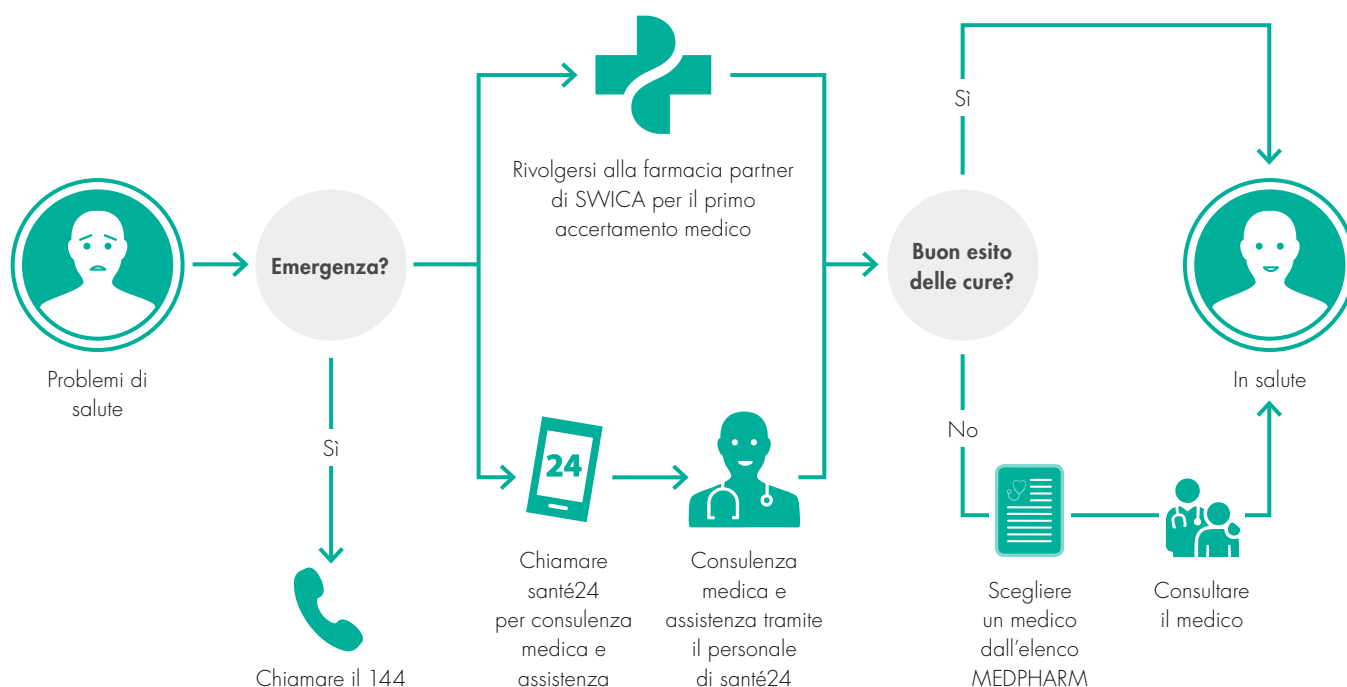 Problemi di
salute
Emergenza?
Sì
Chiamare il 144
Rivolgersi alla farmacia partner
di SWICA per il primo
accertamento medico
24
Chiamare
santé24
per consulenza
medica e
assistenza
Consulenza
medica e
assistenza tramite
il personale
di santé24
Buon esito
delle cure?
Sì
No
Scegliere
un medico
dall’elenco
MEDPHARM
Consultare
il medico
In salute